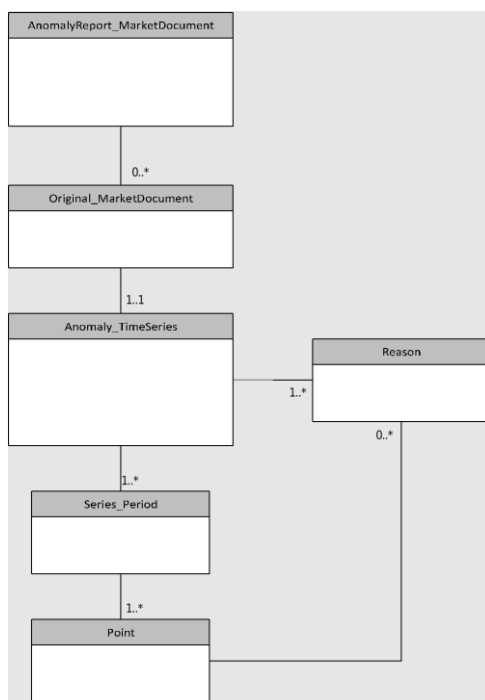 AnomalyReport_MarketDocument
0..*
Original_MarketDocument
1..1
Anomaly_TimeSeries
Reason
1..*
0..*
1..*
Series_Period
1..*
Point